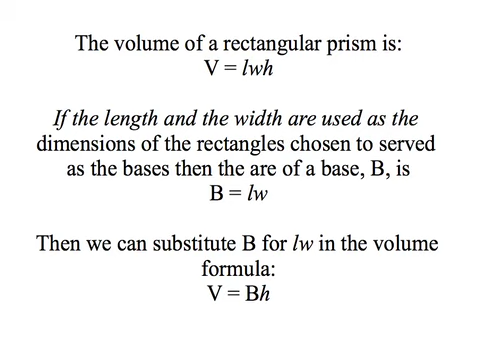 The volume of a rectangular prism is:
V = lwh
If the length and the width are used as the
dimensions of the rectangles chosen to served
as the bases then the are of a base, B, is
B = lw
Then we can substitute B for lw in the volume
formula:
V = Bh